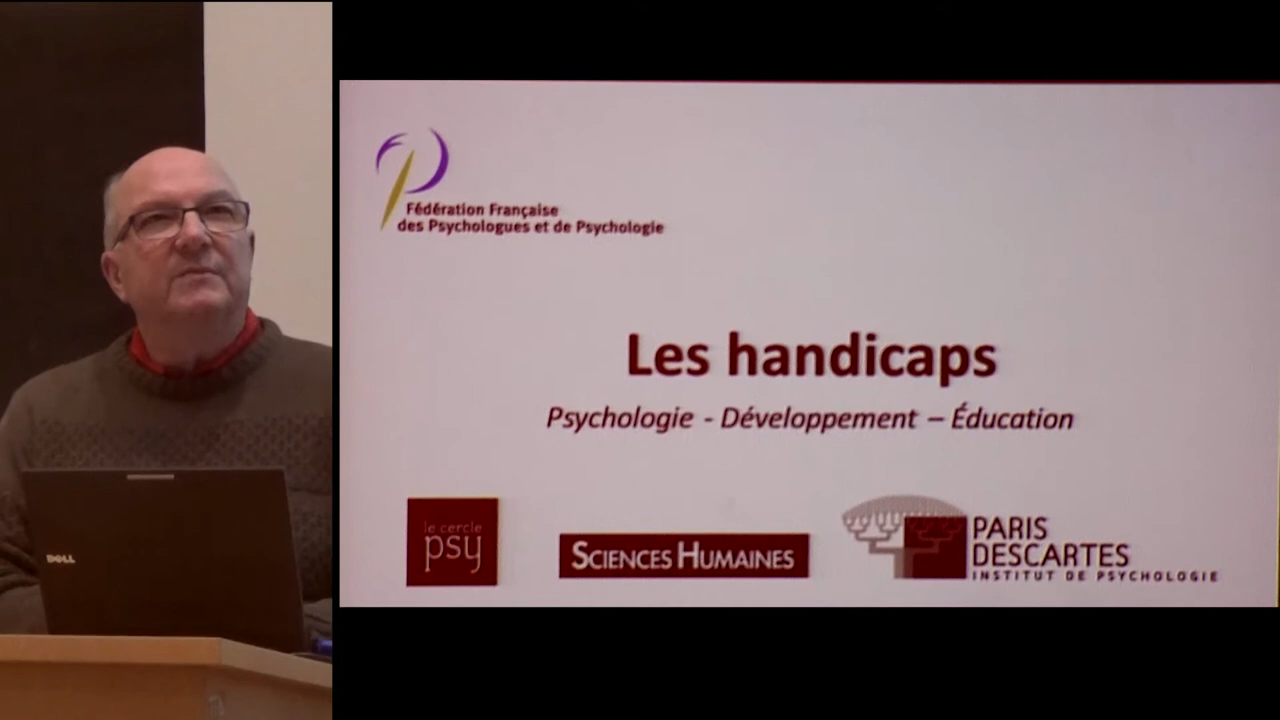 Fédération Française
des Psychologues et de Psychologie
Les handicaps
Psychologie - Développement – Éducation
le cercle
psy
SCIENCES HUMAINES
PARIS
DESCARTES
INSTITUT DE PSYCHOLOGIE
DELL